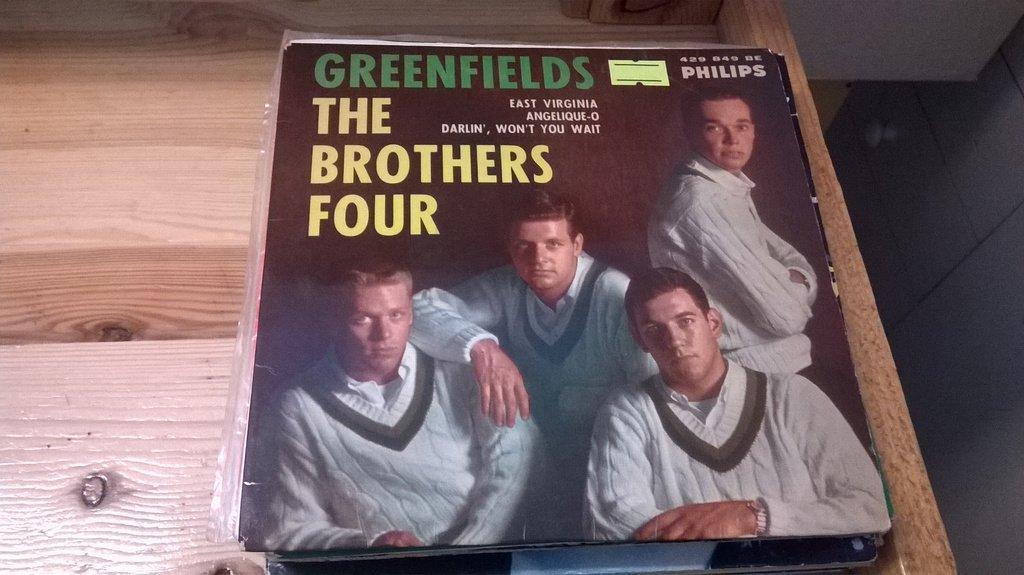 GREENFIELDS
429 849 BE
PHILIPS
THE
BROTHERS
FOUR
EAST VIRGINIA
ANGELIQUE-O
DARLIN', WON'T YOU WAIT